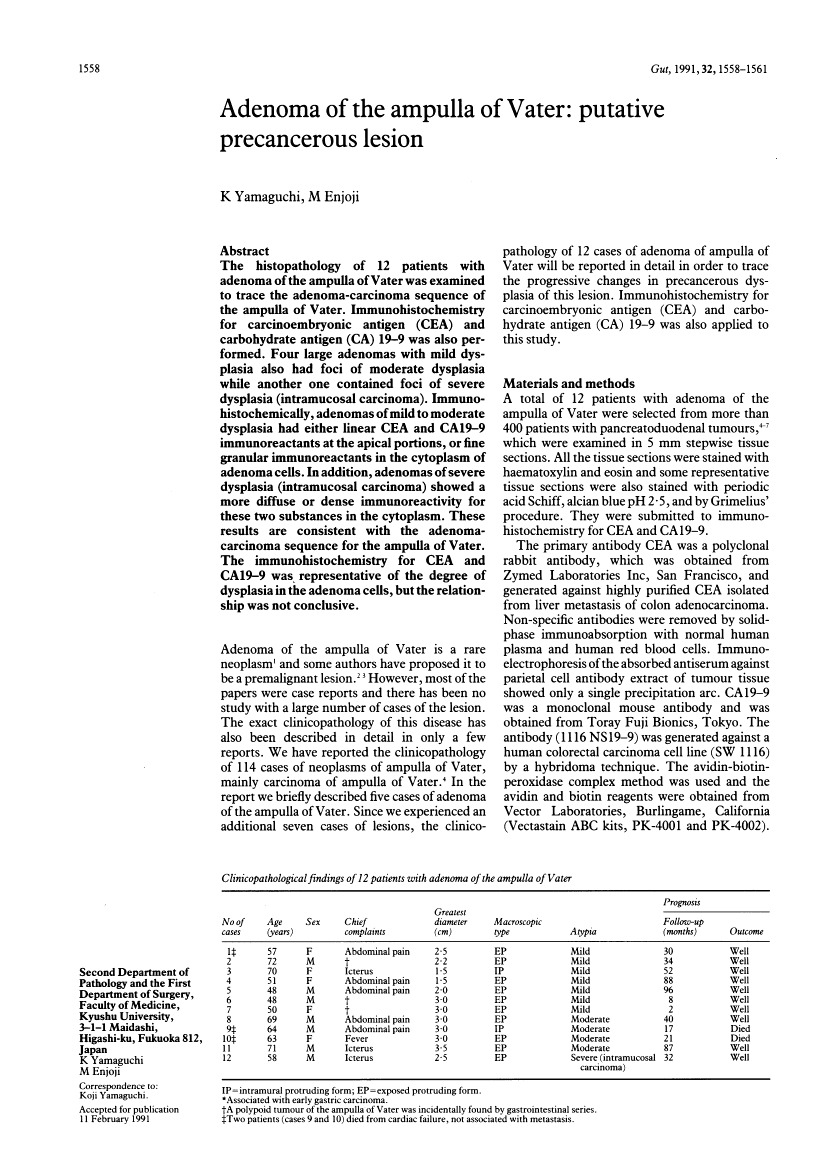 1558
Gut, 1991, 32, 1558–1561
Adenoma of the ampulla of Vater: putative
precancerous lesion
K Yamaguchi, M Enjoji
Abstract
The histopathology of 12 patients with
adenoma of the ampulla of Vater was examined
to trace the adenoma-carcinoma sequence of
the ampulla of Vater. Immunohistochemistry
for carcinoembryonic antigen (CEA) and
carbohydrate antigen (CA) 19–9 was also per-
formed. Four large adenomas with mild dys-
plasia also had foci of moderate dysplasia
while another one contained foci of severe
dysplasia (intramucosal carcinoma). Immuno-
histochemically, adenomas of mild to moderate
dysplasia had either linear CEA and CA19–9
immunoreactants at the apical portions, or fine
granular immunoreactants in the cytoplasm of
adenoma cells. In addition, adenomas of severe
dysplasia (intramucosal carcinoma) showed a
more diffuse or dense immunoreactivity for
these two substances in the cytoplasm. These
results are consistent with the adenoma-
carcinoma sequence for the ampulla of Vater.
The immunohistochemistry for CEA and
CA19–9 was representative of the degree of
dysplasia in the adenoma cells, but the relation-
ship was not conclusive.
Adenoma of the ampulla of Vater is a rare
neoplasm¹ and some authors have proposed it to
be a premalignant lesion.² ³ However, most of the
papers were case reports and there has been no
study with a large number of cases of the lesion.
The exact clinicopathology of this disease has
also been described in detail in only a few
reports. We have reported the clinicopathology
of 114 cases of neoplasms of ampulla of Vater,
mainly carcinoma of ampulla of Vater.⁴ In the
report we briefly described five cases of adenoma
of the ampulla of Vater. Since we experienced an
additional seven cases of lesions, the clinico-
pathology of 12 cases of adenoma of ampulla of
Vater will be reported in detail in order to trace
the progressive changes in precancerous dys-
plasia of this lesion. Immunohistochemistry for
carcinoembryonic antigen (CEA) and carbo-
hydrate antigen (CA) 19–9 was also applied to
this study.
Materials and methods
A total of 12 patients with adenoma of the
ampulla of Vater were selected from more than
400 patients with pancreatoduodenal tumours,⁴⁻⁷
which were examined in 5 mm stepwise tissue
sections. All the tissue sections were stained with
haematoxylin and eosin and some representative
tissue sections were also stained with periodic
acid Schiff, alcian blue pH 2·5, and by Grimelius'
procedure. They were submitted to immuno-
histochemistry for CEA and CA19–9.
The primary antibody CEA was a polyclonal
rabbit antibody, which was obtained from
Zymed Laboratories Inc, San Francisco, and
generated against highly purified CEA isolated
from liver metastasis of colon adenocarcinoma.
Non-specific antibodies were removed by solid-
phase immunoabsorption with normal human
plasma and human red blood cells. Immuno-
electrophoresis of the absorbed antiserum against
parietal cell antibody extract of tumour tissue
showed only a single precipitation arc. CA19–9
was a monoclonal mouse antibody and was
obtained from Toray Fuji Bionics, Tokyo. The
antibody (1116 NS19–9) was generated against a
human colorectal carcinoma cell line (SW 1116)
by a hybridoma technique. The avidin-biotin-
peroxidase complex method was used and the
avidin and biotin reagents were obtained from
Vector Laboratories, Burlingame, California
(Vectastain ABC kits, PK-4001 and PK-4002).
Clinicopathological findings of 12 patients with adenoma of the ampulla of Vater
Prognosis
No of cases Age (years) Sex Chief complaints Greatest diameter (cm) Macroscopic type Atypia Follow-up (months) Outcome
1‡ 57 F Abdominal pain 2·5 EP Mild 30 Well
2 72 M † 2·2 EP Mild 34 Well
3 70 F Icterus 1·5 IP Mild 52 Well
4 51 F Abdominal pain 1·5 EP Mild 88 Well
5 48 M Abdominal pain 2·0 EP Mild 96 Well
6 48 M † 3·0 EP Mild 8 Well
7 50 F † 3·0 EP Mild 2 Well
8 69 M Abdominal pain 3·0 EP Moderate 40 Well
9‡ 64 M Abdominal pain 3·0 IP Moderate 17 Died
10‡ 63 F Fever 3·0 EP Moderate 21 Died
11 71 M Icterus 3·5 EP Moderate 87 Well
12 58 M Icterus 2·5 EP Severe (intramucosal 32 Well
carcinoma)
IP=intramural protruding form; EP=exposed protruding form.
*Associated with early gastric carcinoma.
†A polypoid tumour of the ampulla of Vater was incidentally found by gastrointestinal series.
‡Two patients (cases 9 and 10) died from cardiac failure, not associated with metastasis.
Second Department of
Pathology and the First
Department of Surgery,
Faculty of Medicine,
Kyushu University,
3–1–1 Maidashi,
Higashi-ku, Fukuoka 812,
Japan
K Yamaguchi
M Enjoji
Correspondence to:
Koji Yamaguchi.
Accepted for publication
11 February 1991